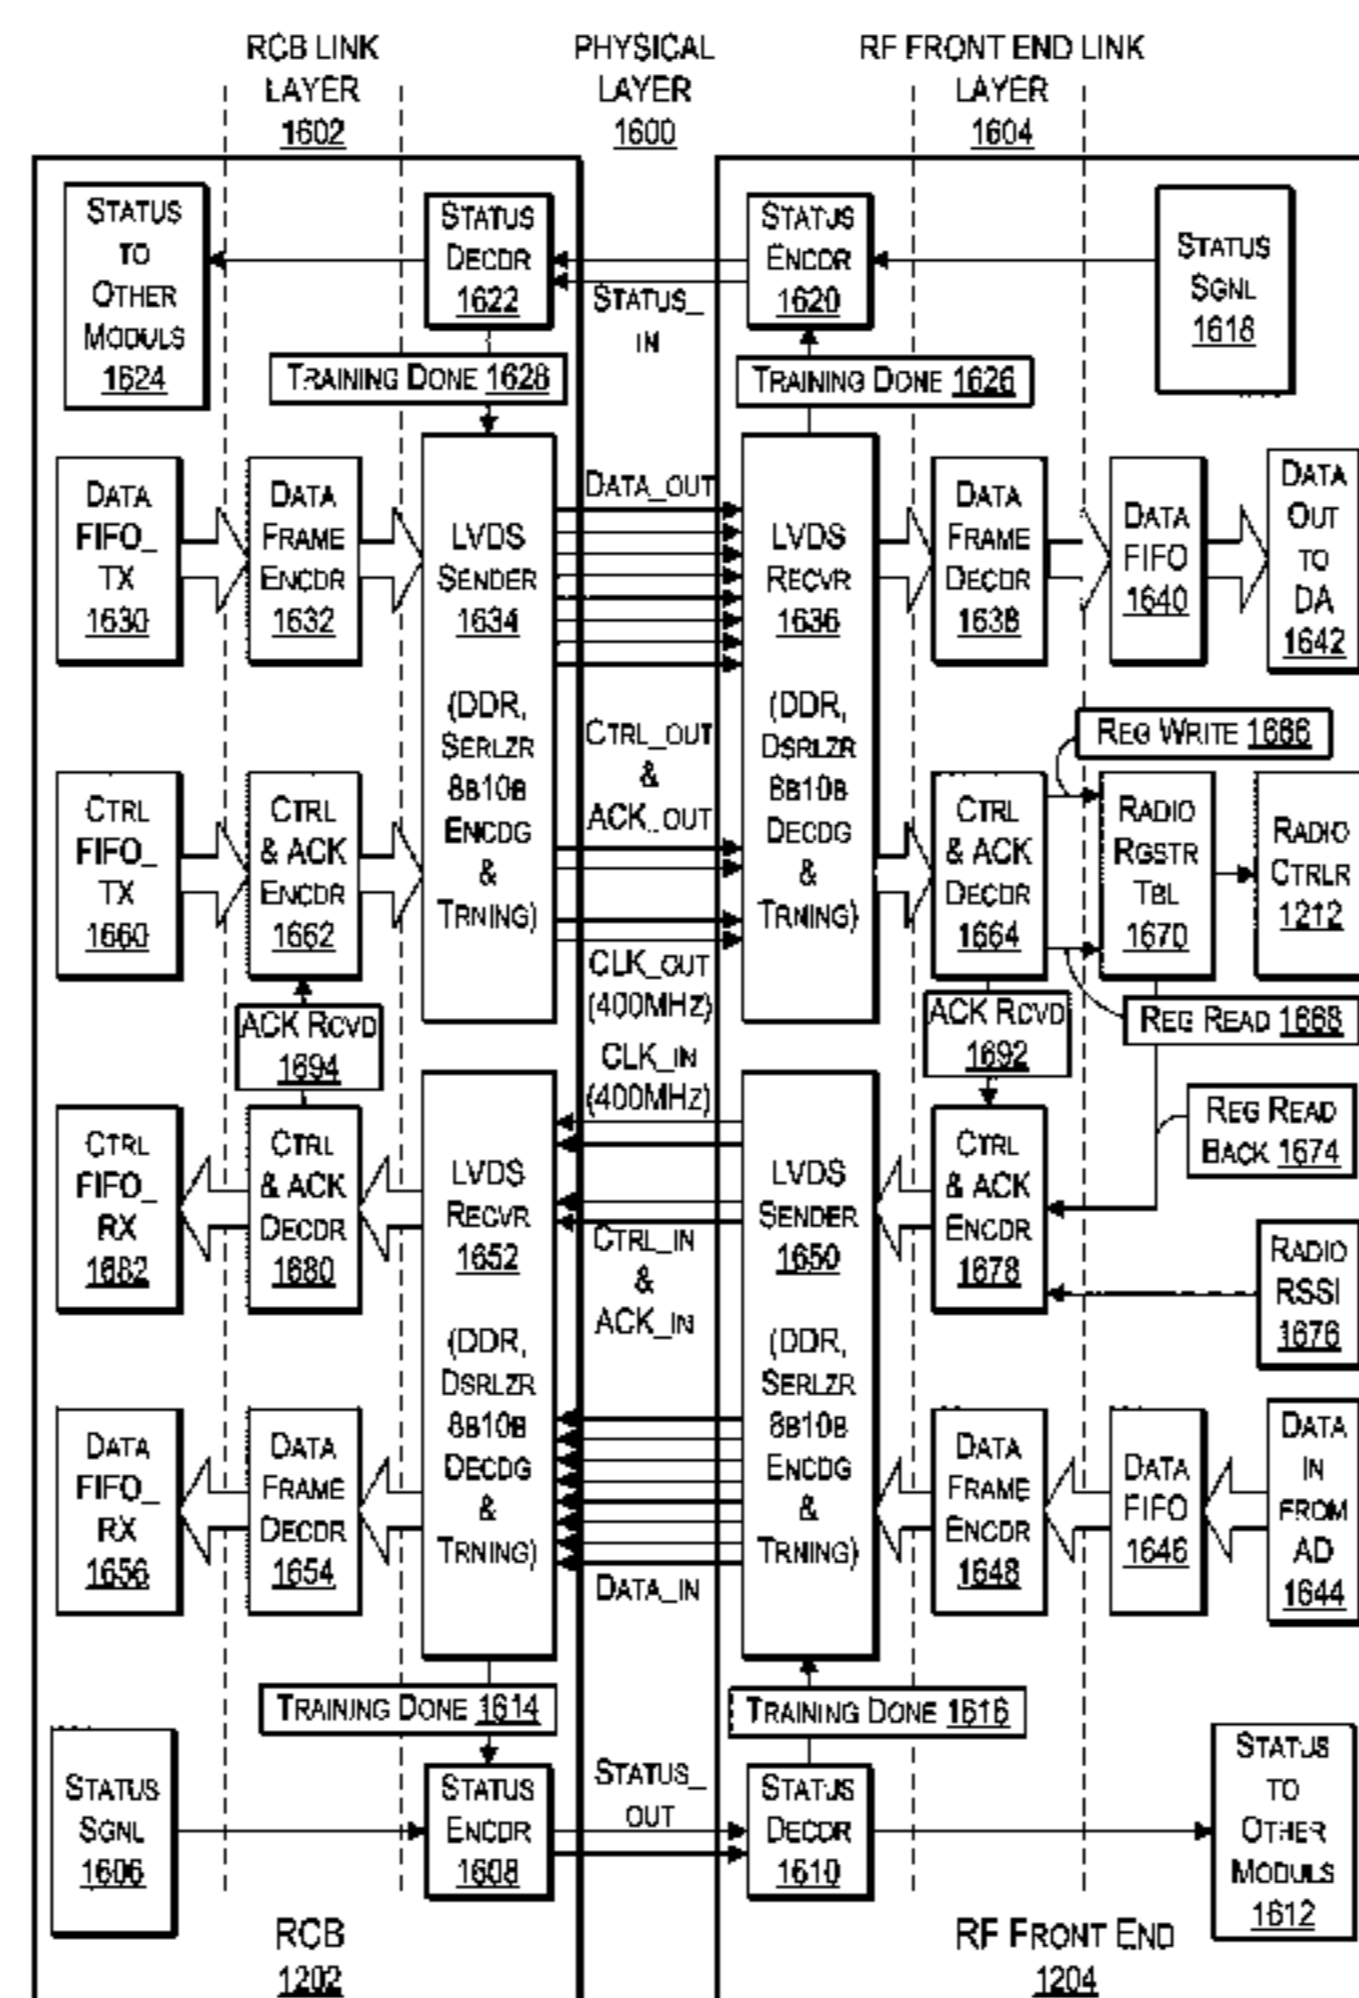 RCB LINK
LAYER
1602
PHYSICAL
LAYER
1600
RF FRONT END LINK
LAYER
1604
STATUS
TO
OTHER
MODULS
1624
STATUS
DECDR
1622
STATUS
ENCDR
1620
STATUS
SGNL
1618
STATUS_
IN
TRAINING DONE 1628
TRAINING DONE 1626
DATA
FIFO_
TX
1630
DATA
FRAME
ENCDR
1632
LVDS
SENDER
1634
(DDR,
SERLZR
8B10B
ENCDG
&
TRNING)
DATA_OUT
LVDS
RECVR
1636
(DDR,
DSRLZR
8B10B
DECDG
&
TRNING)
DATA
FRAME
DECDR
1638
DATA
FIFO
1640
DATA
OUT
TO
DA
1642
CTRL_OUT
&
ACK_OUT
REG WRITE 1666
CTRL
FIFO_
TX
1660
CTRL
& ACK
ENCDR
1662
CTRL
& ACK
DECDR
1664
RADIO
RGSTR
TBL
1670
RADIO
CTRLR
1212
CLK_OUT
(400MHZ)
ACK RCVD
1694
ACK RCVD
1692
REG READ 1668
CLK_IN
(400MHZ)
CTRL
FIFO_
RX
1682
CTRL
& ACK
DECDR
1680
LVDS
RECVR
1652
(DDR,
DSRLZR
8B10B
DECDG
&
TRNING)
CTRL_IN
&
ACK_IN
LVDS
SENDER
1650
(DDR,
SERLZR
8B10B
ENCDG
&
TRNING)
CTRL
& ACK
ENCDR
1678
REG READ
BACK 1674
RADIO
RSSI
1676
DATA
FIFO_
RX
1656
DATA
FRAME
DECDR
1654
DATA_IN
DATA
FRAME
ENCDR
1648
DATA
FIFO
1646
DATA
IN
FROM
AD
1644
TRAINING DONE 1614
TRAINING DONE 1616
STATUS
SGNL
1606
STATUS
ENCDR
1608
STATUS_
OUT
STATUS
DECDR
1610
STATUS
TO
OTHER
MODULS
1612
RCB
1202
RF FRONT END
1204